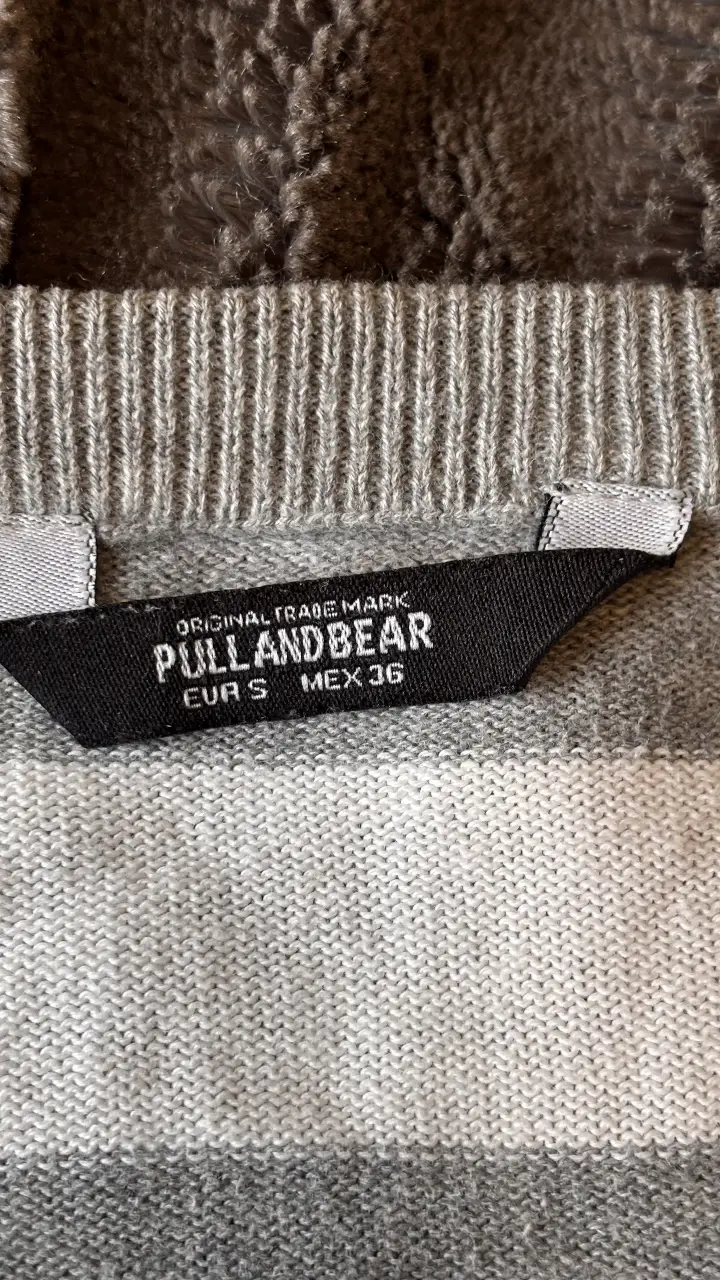 ORIGINAL TRADE MARK
PULLANDBEAR
EUR S MEX 36